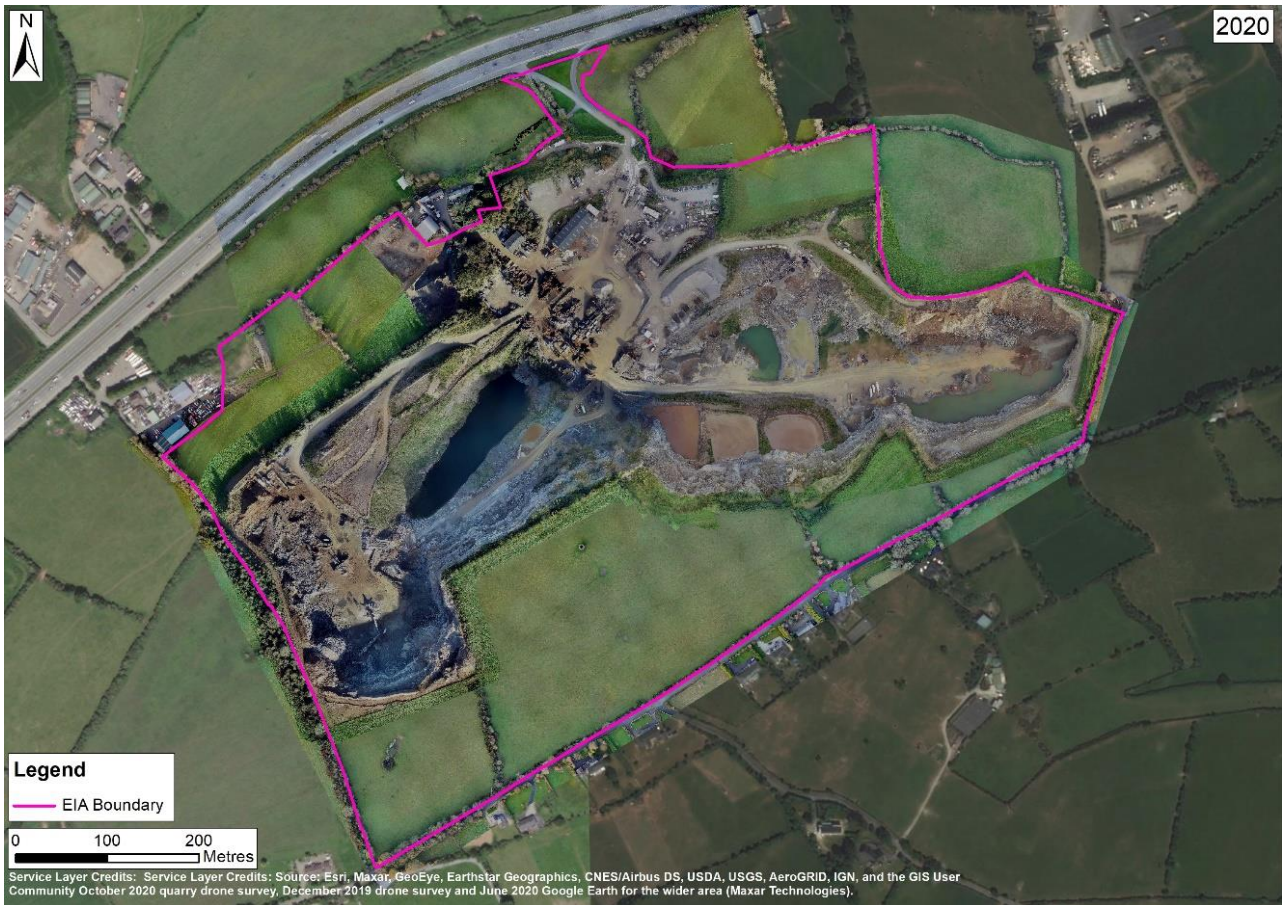 N
2020
Legend
EIA Boundary
0 100 200
Metres
Service Layer Credits: Service Layer Credits: Source: Esri, Maxar, GeoEye, Earthstar Geographics, CNES/Airbus DS, USDA, USGS, AeroGRID, IGN, and the GIS User
Community October 2020 quarry drone survey, December 2019 drone survey and June 2020 Google Earth for the wider area (Maxar Technologies).